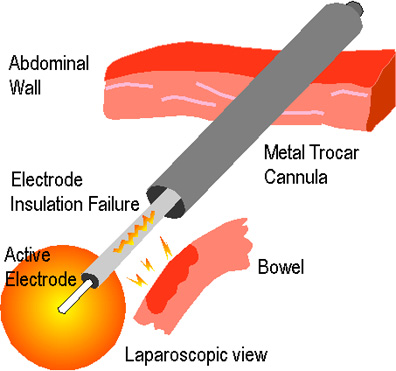 Abdominal
Wall
Metal Trocar
Cannula
Electrode
Insulation Failure
Active
Electrode
Bowel
Laparoscopic view